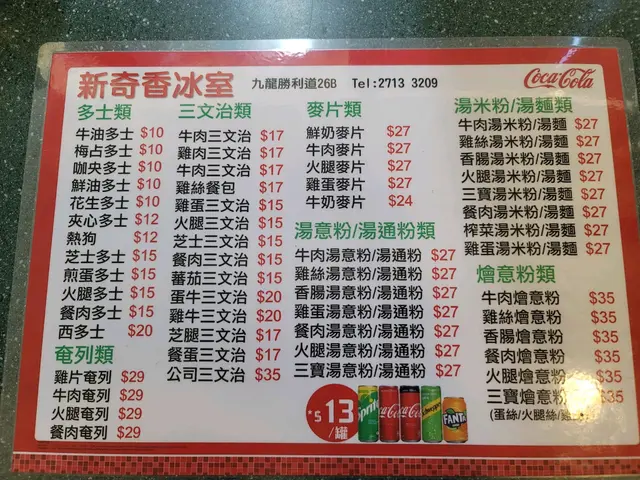 新奇香冰室 九龍勝利道26B Tel:2713 3209 Coca-Cola
多士類
牛油多士 $10
梅占多士 $10
咖央多士 $10
鮮油多士 $10
花生多士 $10
夾心多士 $12
熱狗 $12
芝士多士 $15
煎蛋多士 $15
火腿多士 $15
餐肉多士 $15
西多士 $20
奄列類
雞片奄列 $29
牛肉奄列 $29
火腿奄列 $29
餐肉奄列 $29
三文治類
牛肉三文治 $17
雞肉三文治 $17
牛肉三文治 $17
雞絲餐包 $17
雞蛋三文治 $15
火腿三文治 $15
芝士三文治 $15
餐肉三文治 $15
蕃茄三文治 $15
蛋牛三文治 $20
雞牛三文治 $20
芝腿三文治 $17
餐蛋三文治 $17
公司三文治 $35
麥片類
鮮奶麥片 $27
牛肉麥片 $27
火腿麥片 $27
雞蛋麥片 $27
牛奶麥片 $24
湯意粉/湯通粉類
牛肉湯意粉/湯通粉 $27
雞絲湯意粉/湯通粉 $27
香腸湯意粉/湯通粉 $27
雞蛋湯意粉/湯通粉 $27
餐肉湯意粉/湯通粉 $27
火腿湯意粉/湯通粉 $27
三寶湯意粉/湯通粉 $27
$13
/罐
Sprite
Coca-Cola
Coca-Cola
FANTA
湯米粉/湯麵類
牛肉湯米粉/湯麵 $27
雞絲湯米粉/湯麵 $27
香腸湯米粉/湯麵 $27
火腿湯米粉/湯麵 $27
三寶湯米粉/湯麵 $27
餐肉湯米粉/湯麵 $27
榨菜湯米粉/湯麵 $27
雞蛋湯米粉/湯麵 $27
燴意粉類
牛肉燴意粉 $35
雞絲燴意粉 $35
香腸燴意粉 $35
餐肉燴意粉 $35
火腿燴意粉 $35
三寶燴意粉 $35
(蛋絲/火腿絲/